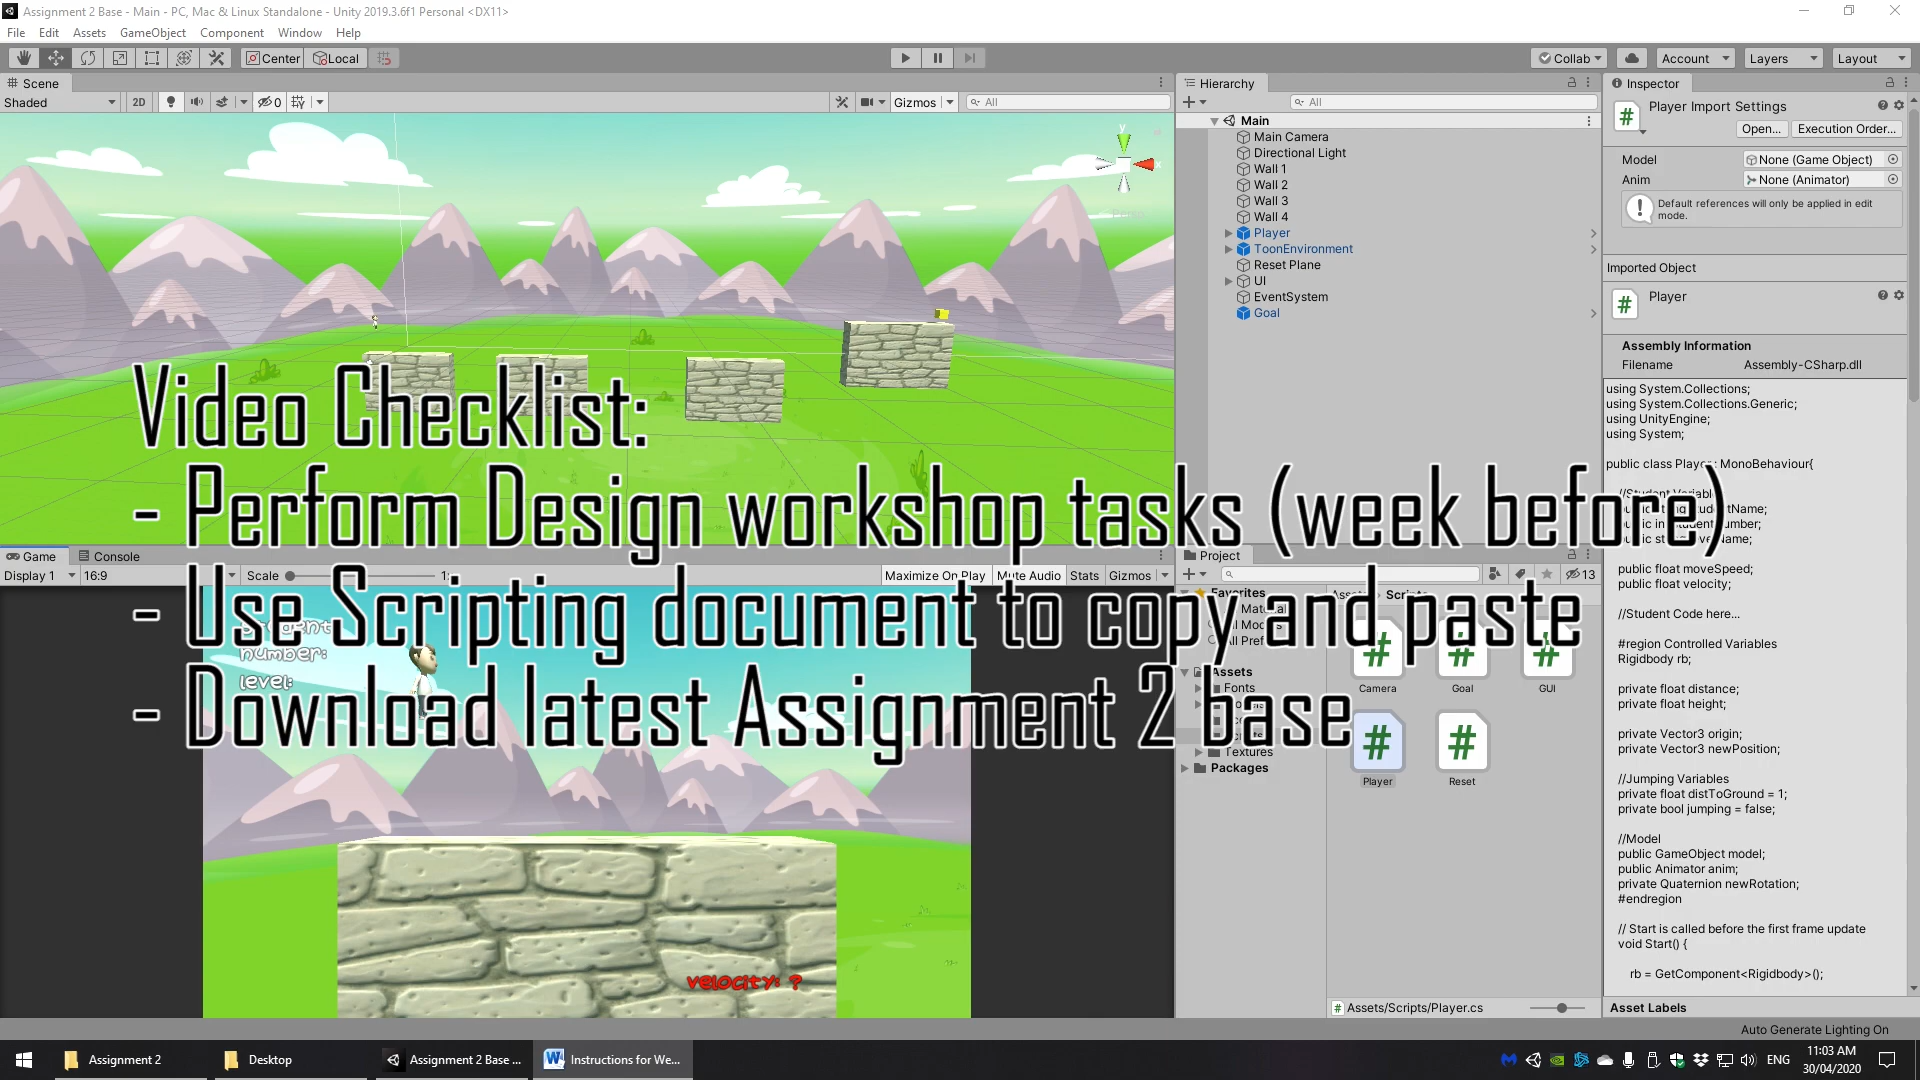 Assignment 2 Base - Main - PC, Mac & Linux Standalone - Unity 2019.3.6f1 Personal <DX11>
File Edit Assets GameObject Component Window Help
Center Local
Collab Account Layers Layout
Scene
Shaded 2D 0 Gizmos All
y
x
Hierarchy
All
Main
Main Camera
Directional Light
Wall 1
Wall 2
Wall 3
Wall 4
Player
ToonEnvironment
Reset Plane
UI
EventSystem
Goal
Inspector
Player Import Settings
Open... Execution Order...
Model None (Game Object)
Anim None (Animator)
Default references will only be applied in edit
mode.
Imported Object
Player
Assembly Information
Filename Assembly-CSharp.dll
using System.Collections;
using System.Collections.Generic;
using UnityEngine;
using System;
public class Player : MonoBehaviour{
public float moveSpeed;
public float velocity;
//Student Code here...
#region Controlled Variables
Rigidbody rb;
private float distance;
private float height;
private Vector3 origin;
private Vector3 newPosition;
//Jumping Variables
private float distToGround = 1;
private bool jumping = false;
//Model
public GameObject model;
public Animator anim;
private Quaternion newRotation;
#endregion
// Start is called before the first frame update
void Start() {
rb = GetComponent<Rigidbody>();
Asset Labels
Video Checklist:
- Perform Design workshop tasks (week before)
- Use Scripting document to copy and paste
- Download latest Assignment 2 base
Game Console
Display 1 16:9 Scale Maximize On Play Mute Audio Stats Gizmos
number:
level:
velocity: ?
Project
13
Favorites
Assets
Fonts
Textures
Packages
Camera Goal GUI
Player Reset
Assets/Scripts/Player.cs
Auto Generate Lighting On
Assignment 2 Desktop Assignment 2 Base ... Instructions for We...
ENG
11:03 AM
30/04/2020